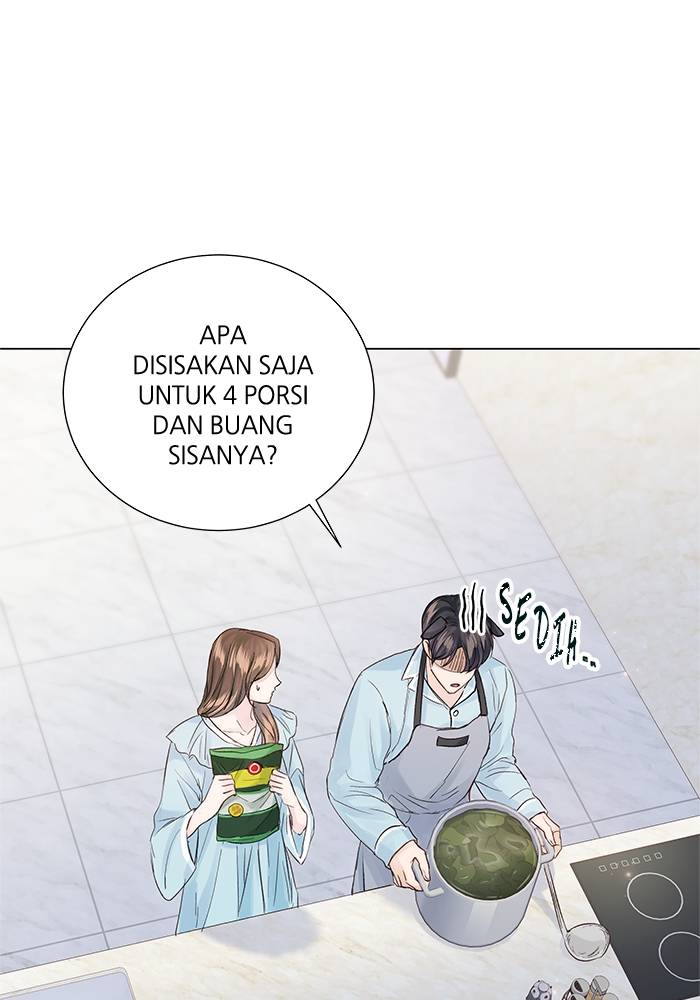 APA
DISISAKAN SAJA
UNTUK 4 PORSI
DAN BUANG
SISANYA?
SEDIH..